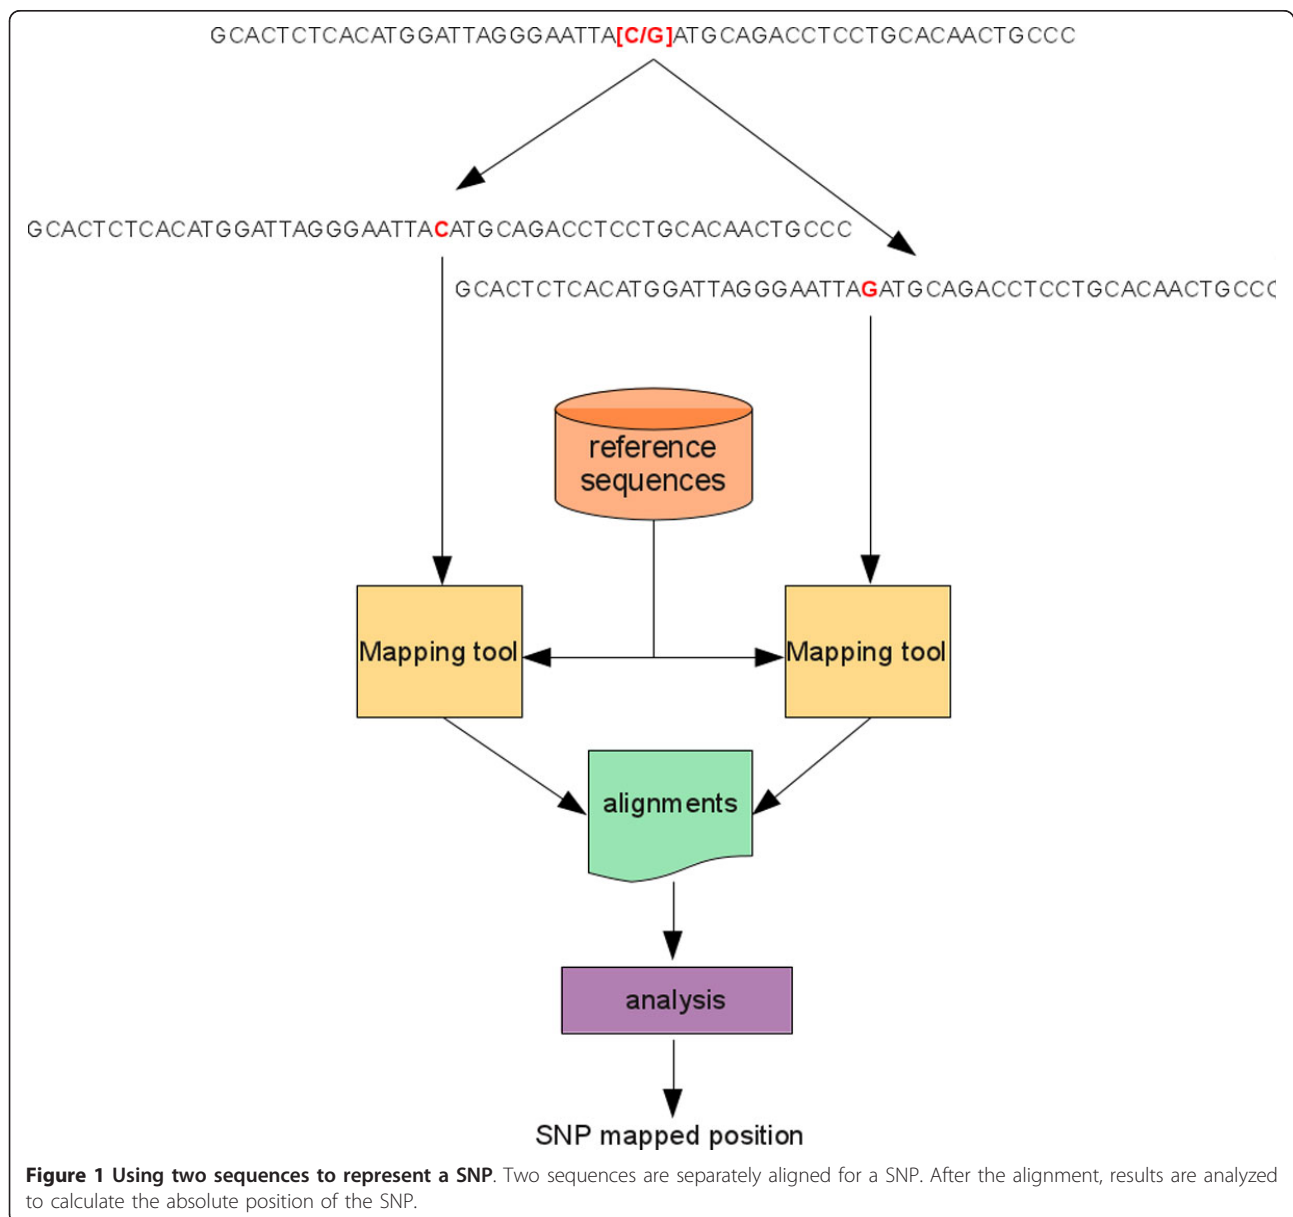 GCACTCTCACATGGATTAGGGAATTA[C/G]ATGCAGACCTCCTGCACAACTGCCC
GCACTCTCACATGGATTAGGGAATTACATGCAGACCTCCTGCACAACTGCCC
GCACTCTCACATGGATTAGGGAATTAGATGCAGACCTCCTGCACAACTGCCC
reference
sequences
Mapping tool
Mapping tool
alignments
analysis
SNP mapped position
Figure 1 Using two sequences to represent a SNP. Two sequences are separately aligned for a SNP. After the alignment, results are analyzed
to calculate the absolute position of the SNP.